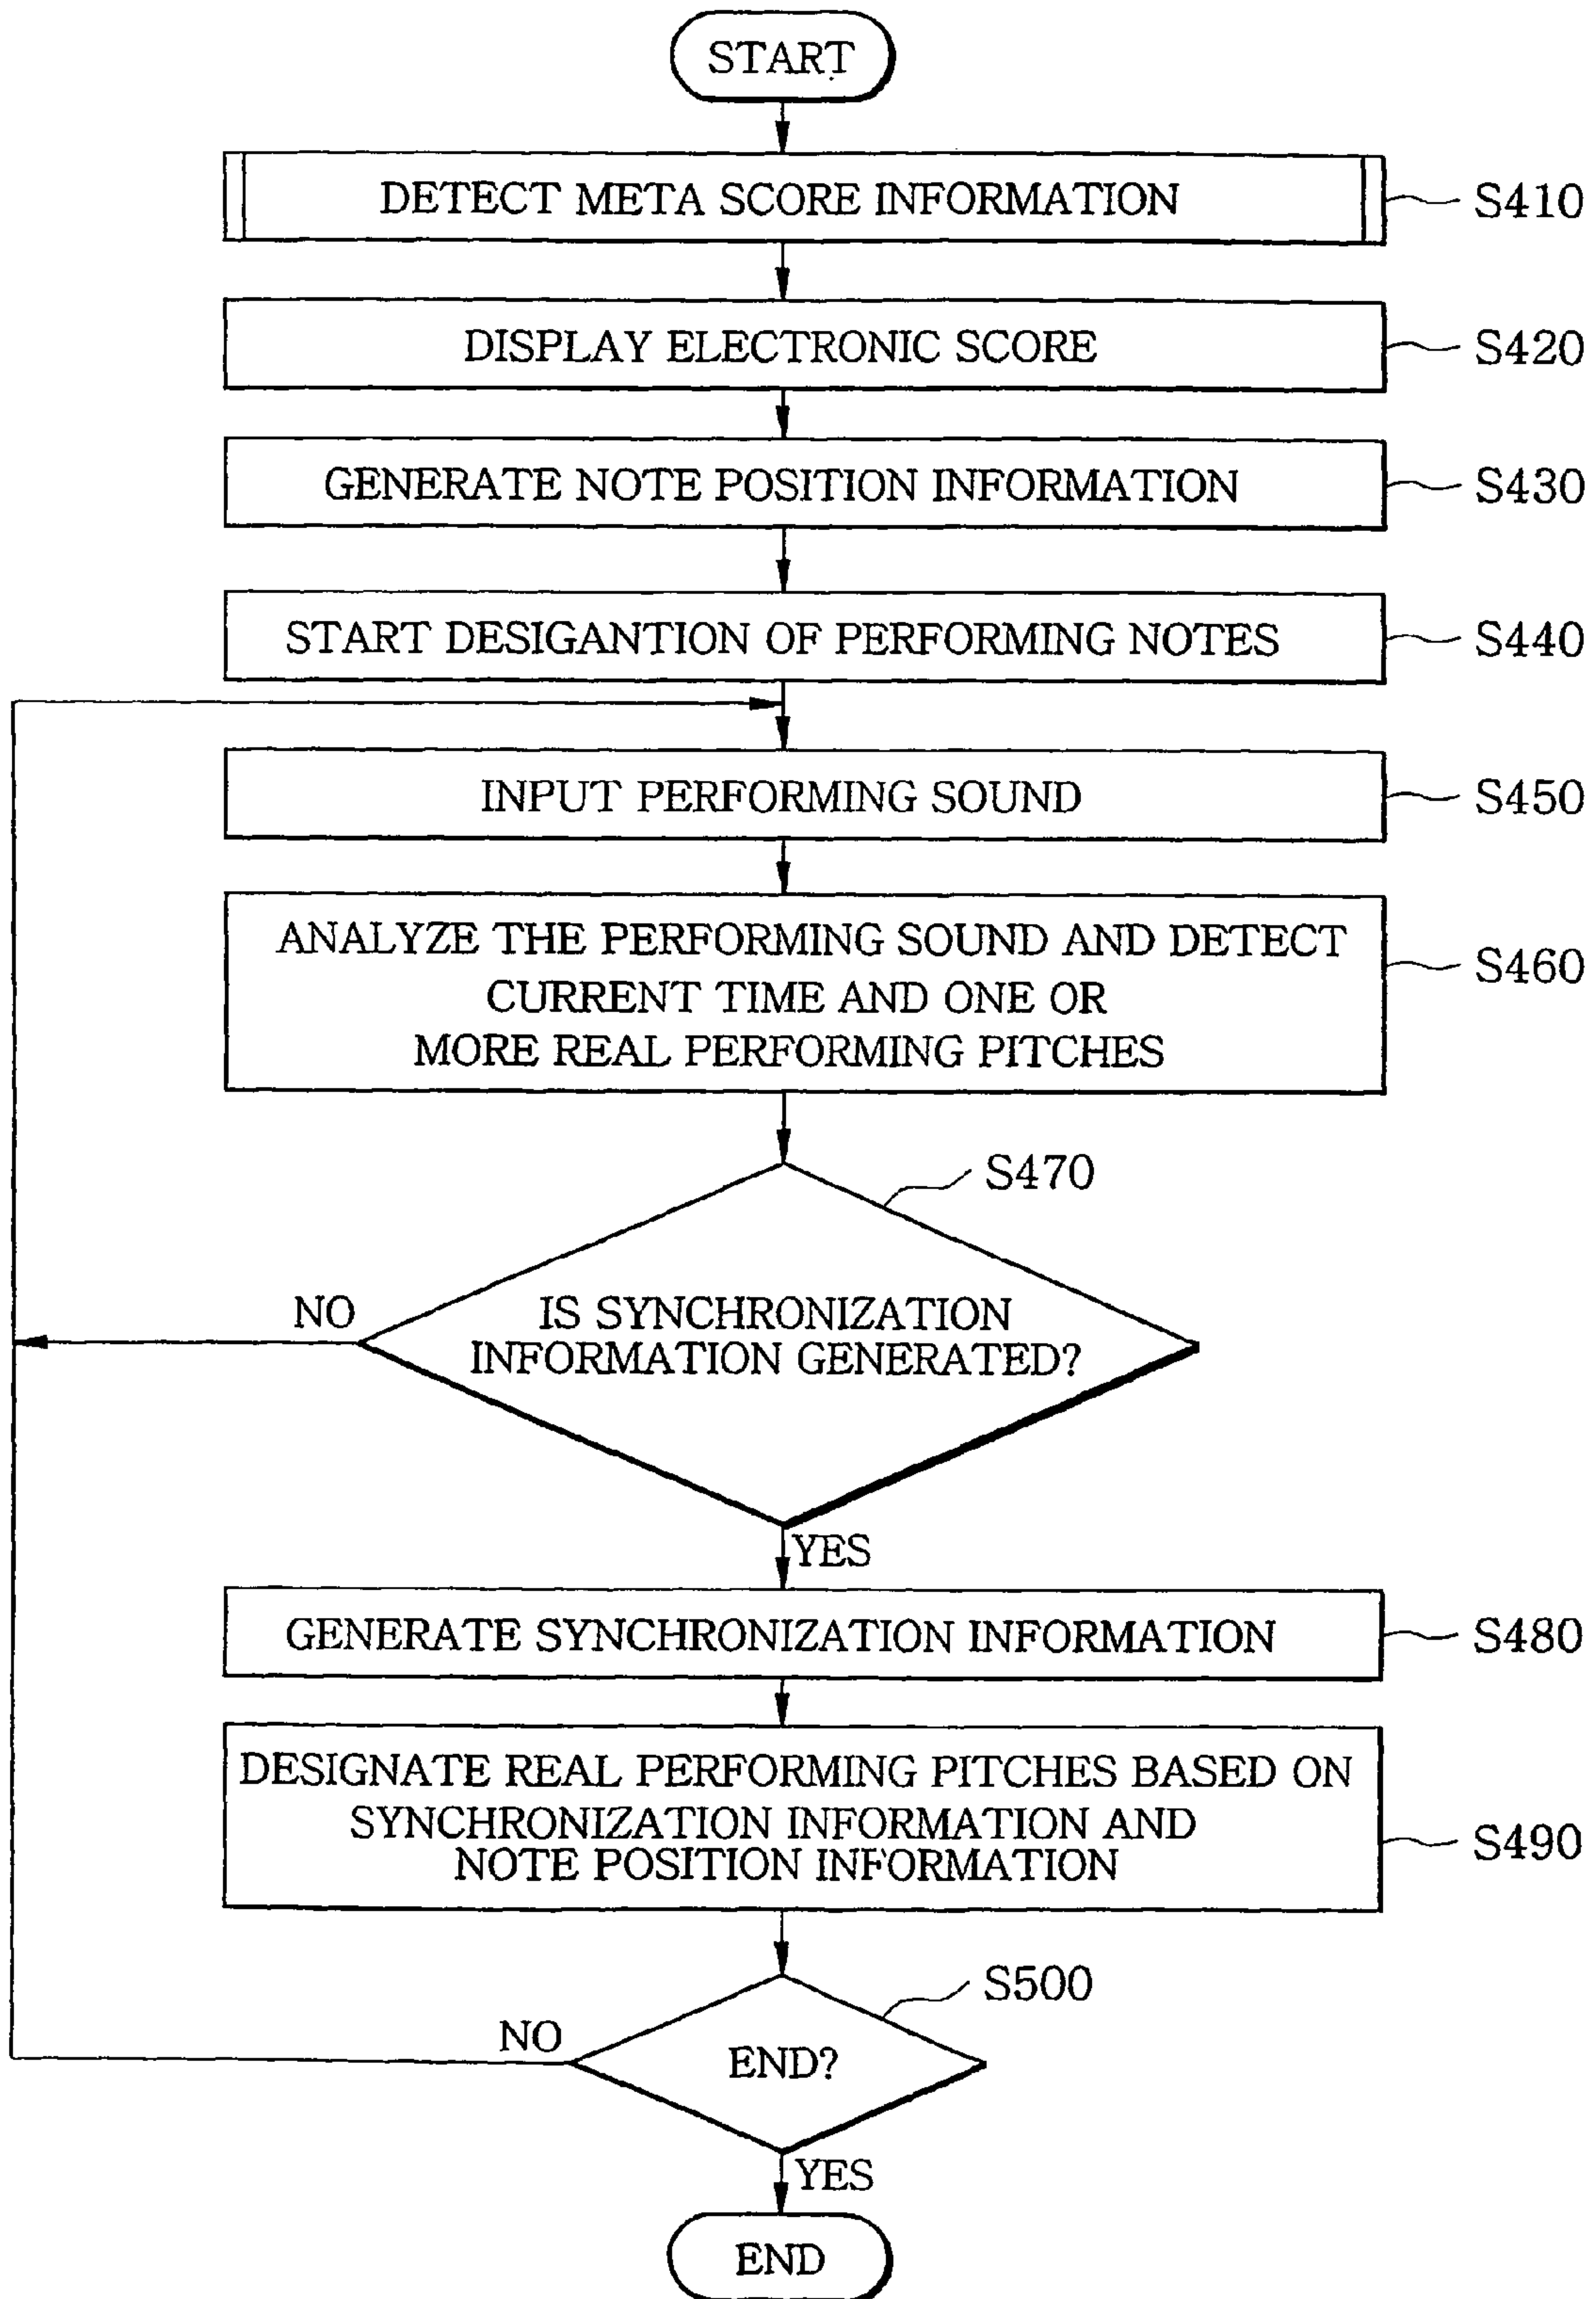 START
DETECT META SCORE INFORMATION
S410
DISPLAY ELECTRONIC SCORE
S420
GENERATE NOTE POSITION INFORMATION
S430
START DESIGANTION OF PERFORMING NOTES
S440
INPUT PERFORMING SOUND
S450
ANALYZE THE PERFORMING SOUND AND DETECT
CURRENT TIME AND ONE OR
MORE REAL PERFORMING PITCHES
S460
S470
NO
IS SYNCHRONIZATION
INFORMATION GENERATED?
YES
GENERATE SYNCHRONIZATION INFORMATION
S480
DESIGNATE REAL PERFORMING PITCHES BASED ON
SYNCHRONIZATION INFORMATION AND
NOTE POSITION INFORMATION
S490
S500
NO
END?
YES
END